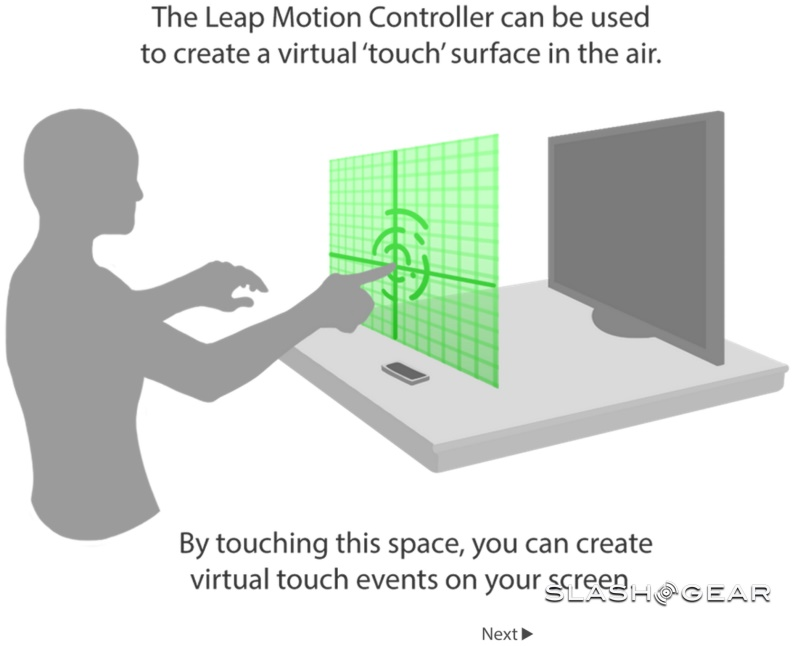 The Leap Motion Controller can be used
to create a virtual ‘touch’ surface in the air.
By touching this space, you can create
virtual touch events on your screen.
SLASHGEAR
Next ▶